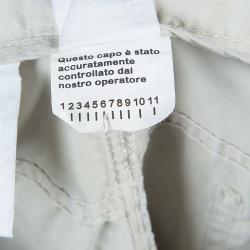 Questo capo è stato
accuratamente
controllato dal
nostro operatore
1234567891011